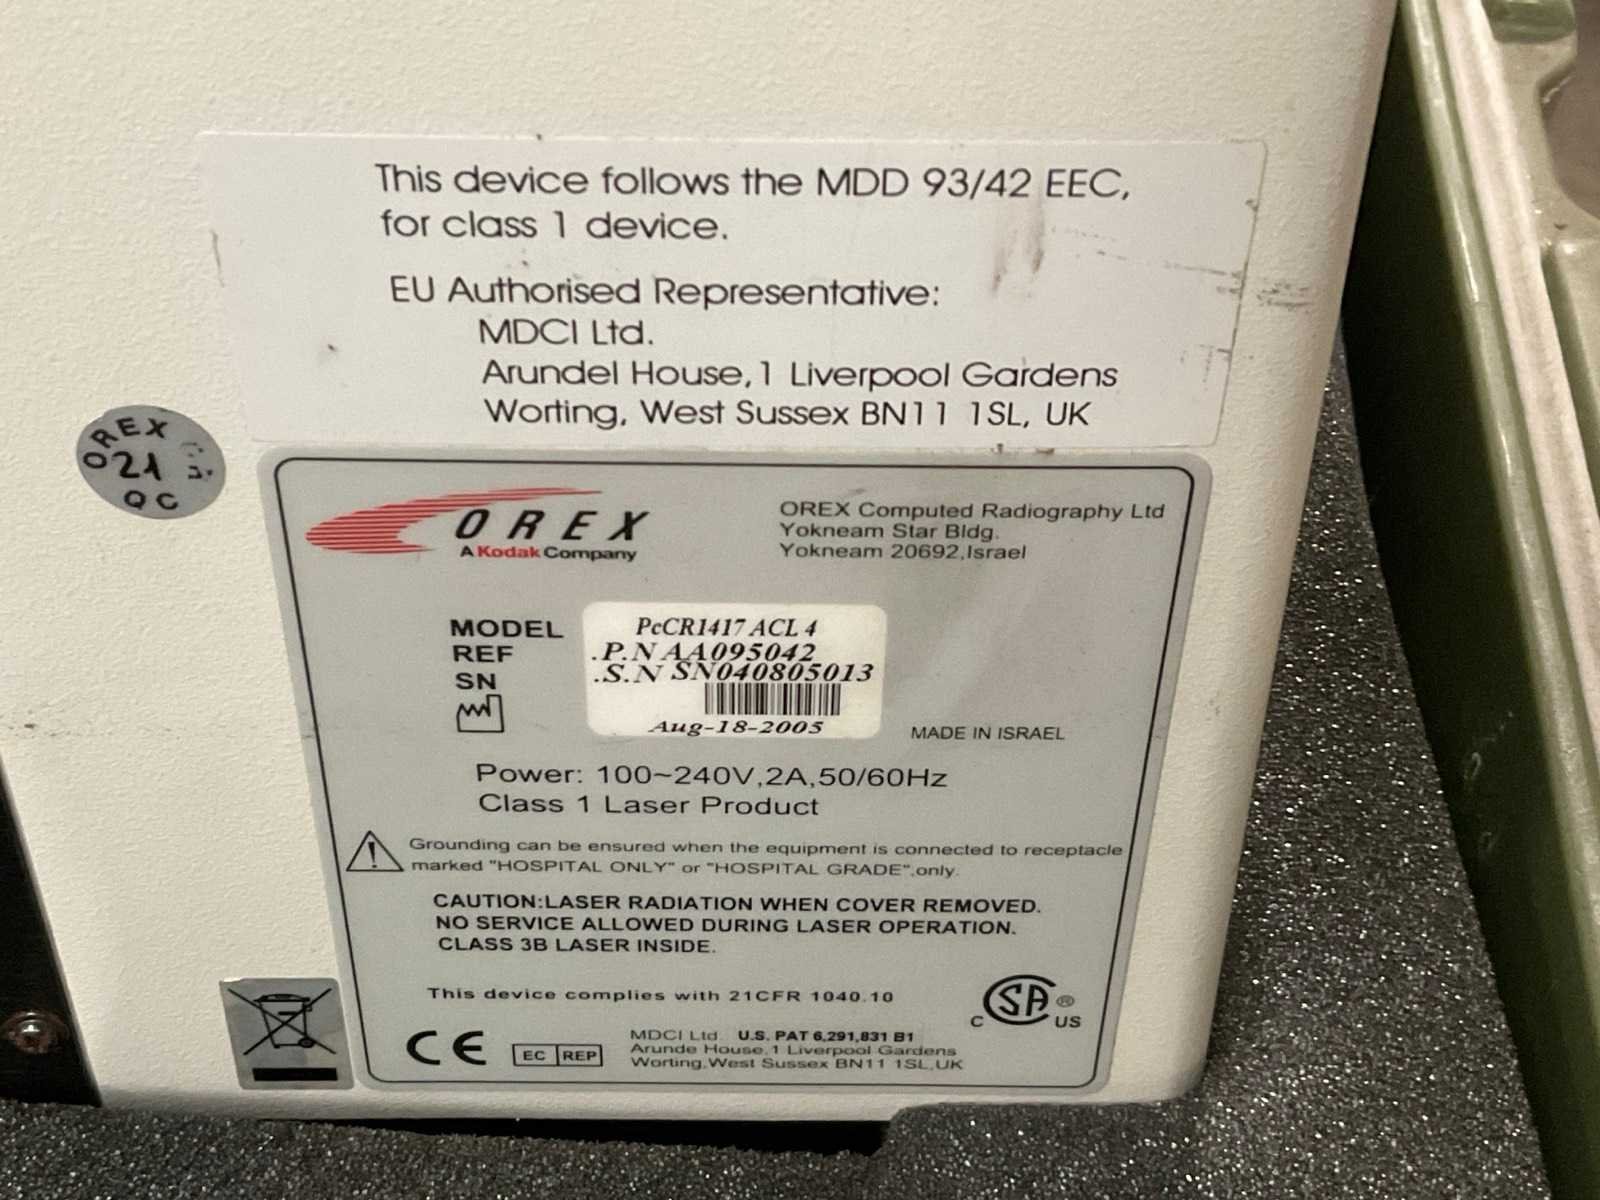 This device follows the MDD 93/42 EEC,
for class 1 device.
EU Authorised Representative:
MDCI Ltd.
Arundel House,1 Liverpool Gardens
Worting, West Sussex BN11 1SL, UK
OREX
021
QC
OREX
A Kodak Company
OREX Computed Radiography Ltd
Yokneam Star Bldg.
Yokneam 20692,Israel
MODEL PcCR1417 ACL 4
REF .P.N AA095042
SN .S.N SN040805013
Aug-18-2005
MADE IN ISRAEL
Power: 100~240V,2A,50/60Hz
Class 1 Laser Product
Grounding can be ensured when the equipment is connected to receptacle
marked "HOSPITAL ONLY" or "HOSPITAL GRADE".only.
CAUTION:LASER RADIATION WHEN COVER REMOVED.
NO SERVICE ALLOWED DURING LASER OPERATION.
CLASS 3B LASER INSIDE.
This device complies with 21CFR 1040.10
C SA ® US
CE EC REP
MDCI Ltd U.S. PAT 6,291,831 B1
Arunde House,1 Liverpool Gardens
Worting,West Sussex BN11 1SL,UK